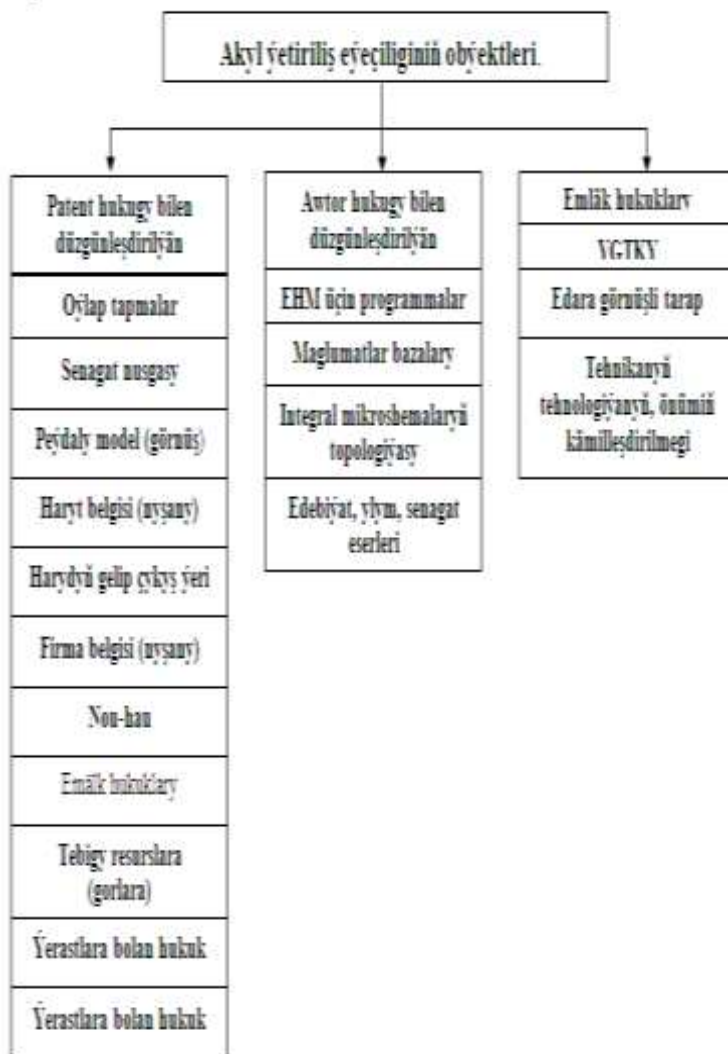 Akyl ýetiriliş eýeçiliginiň obýektleri.
Patent hukugy bilen
düzgünleşdirilýän
Oýlap tapmalar
Senagat nusgasy
Peýdaly model (görnüş)
Haryt belgisi (nyşany)
Harydyň gelip çykyş ýeri
Firma belgisi (nyşany)
Nou-hau
Emälk hukuklary
Tebigy resurslara
(gorlara)
Ýerastlara bolan hukuk
Ýerastlara bolan hukuk
Awtor hukugy bilen
düzgünleşdirilýän
EHM üçin programmalar
Maglumatlar bazalary
Integral mikroshemalaryň
topologiýasy
Edebiýat, ylym, senagat
eserleri
Emläk hukuklary
YGTKY
Edara görnüşli tarap
Tehnikanyň
tehnologiýanyň, önümiň
kämilleşdirilmegi